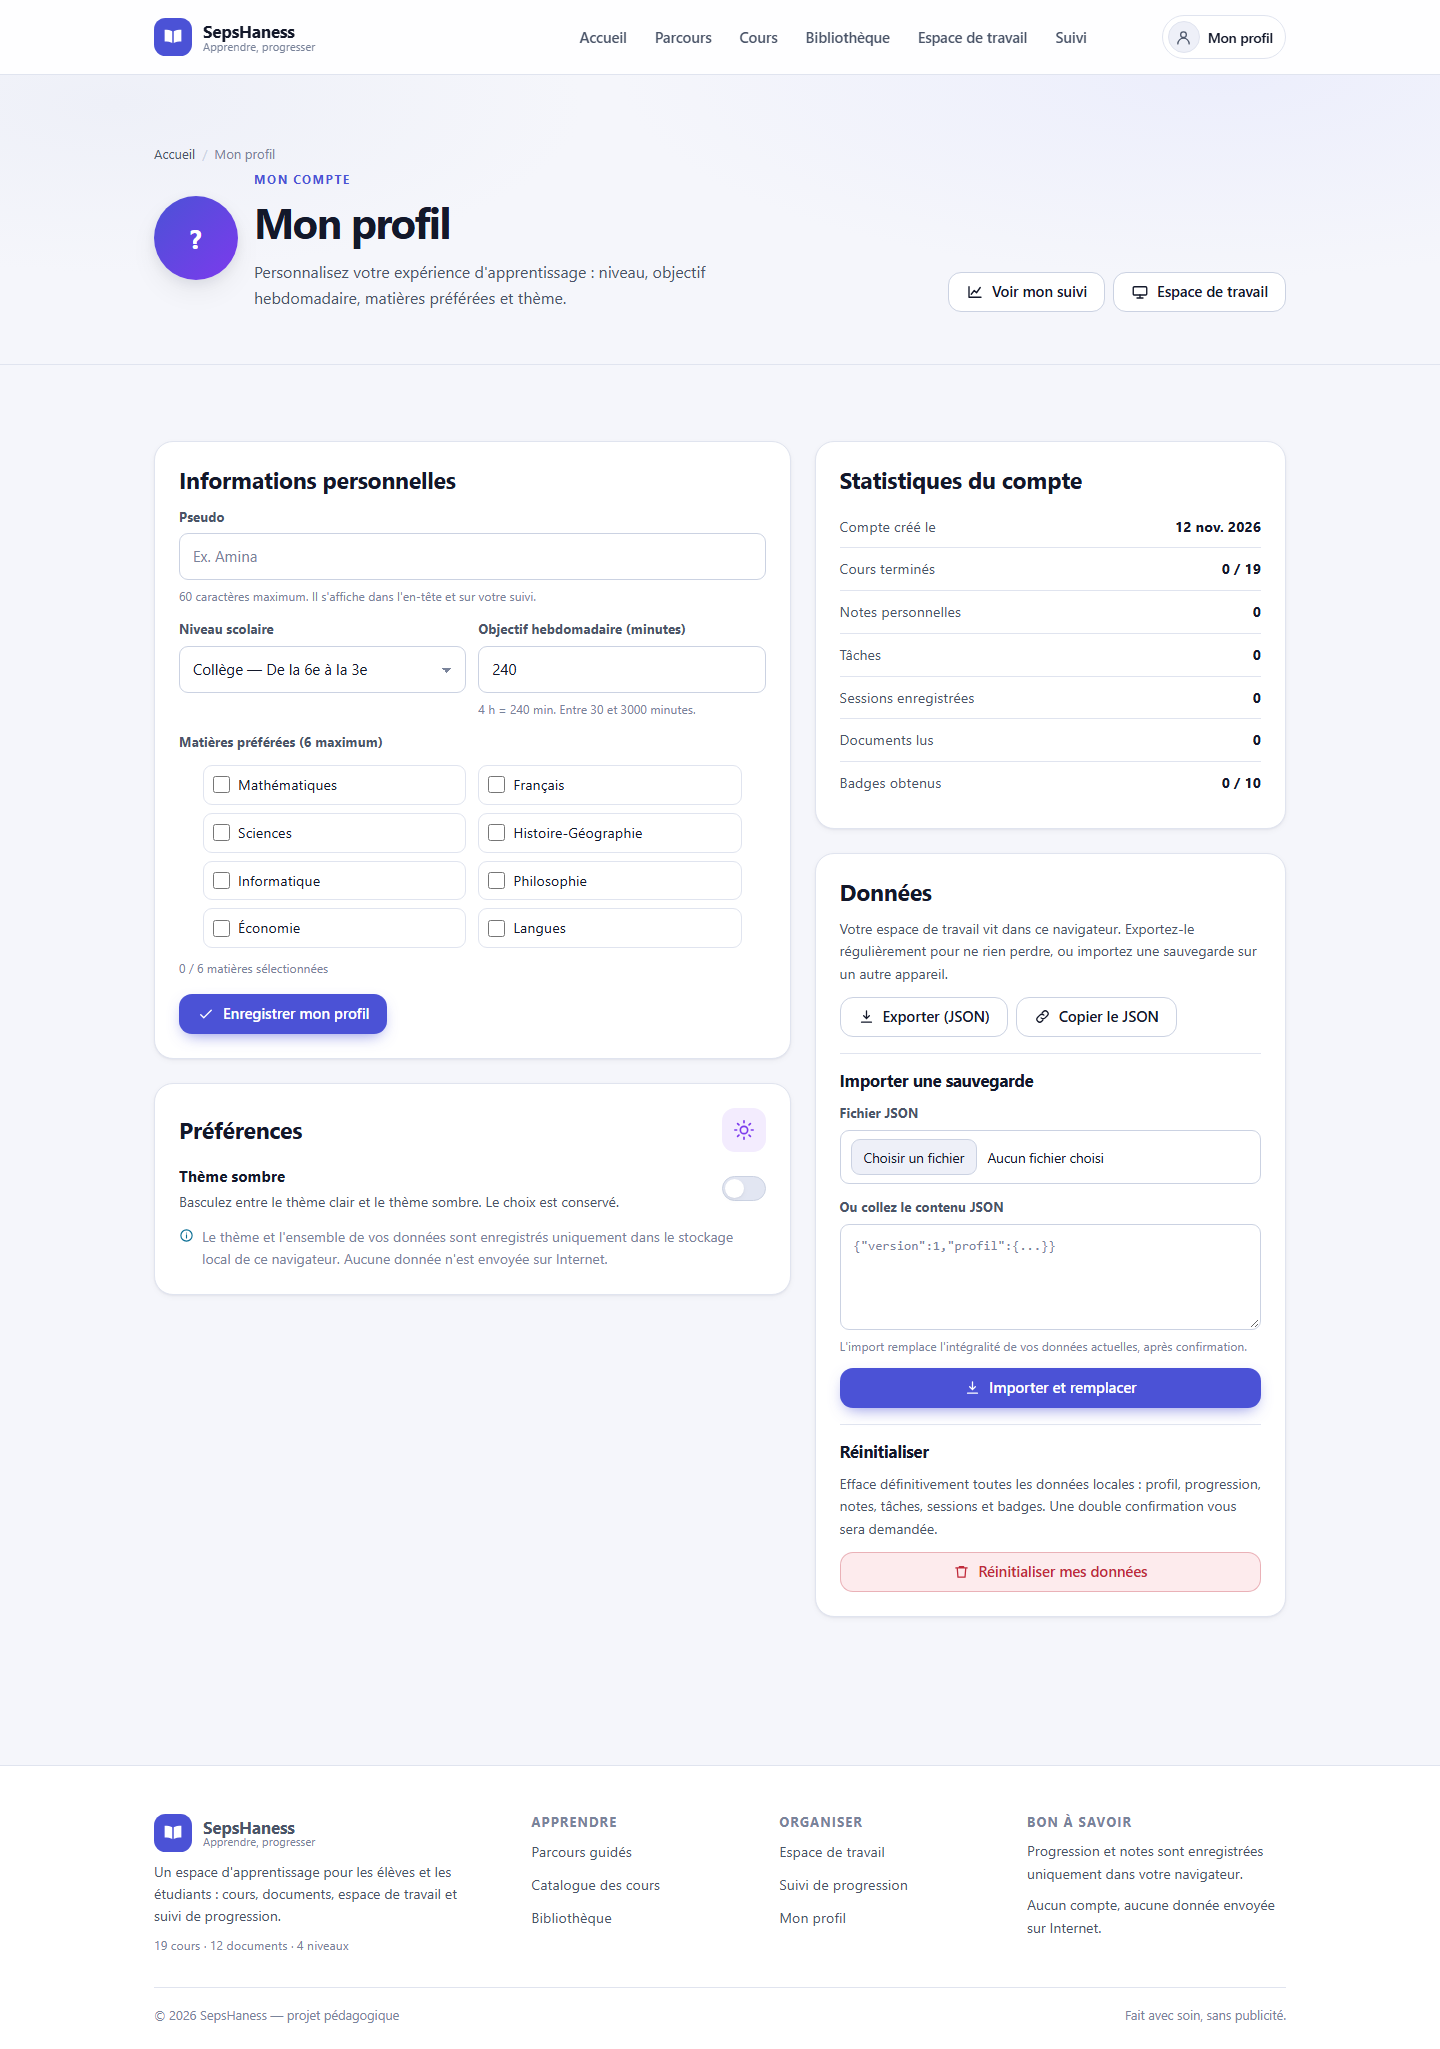 SepsHaness
Apprendre, progresser
Accueil
Parcours
Cours
Bibliothèque
Espace de travail
Suivi
Mon profil
Accueil / Mon profil
MON COMPTE
?
Mon profil
Personnalisez votre expérience d'apprentissage : niveau, objectif
hebdomadaire, matières préférées et thème.
Voir mon suivi
Espace de travail
Informations personnelles
Pseudo
Ex. Amina
60 caractères maximum. Il s'affiche dans l'en-tête et sur votre suivi.
Niveau scolaire
Collège — De la 6e à la 3e
Objectif hebdomadaire (minutes)
240
4 h = 240 min. Entre 30 et 3000 minutes.
Matières préférées (6 maximum)
Mathématiques
Français
Sciences
Histoire-Géographie
Informatique
Philosophie
Économie
Langues
0 / 6 matières sélectionnées
Enregistrer mon profil
Préférences
Thème sombre
Basculez entre le thème clair et le thème sombre. Le choix est conservé.
Le thème et l'ensemble de vos données sont enregistrés uniquement dans le stockage
local de ce navigateur. Aucune donnée n'est envoyée sur Internet.
Statistiques du compte
Compte créé le 12 nov. 2026
Cours terminés 0 / 19
Notes personnelles 0
Tâches 0
Sessions enregistrées 0
Documents lus 0
Badges obtenus 0 / 10
Données
Votre espace de travail vit dans ce navigateur. Exportez-le
régulièrement pour ne rien perdre, ou importez une sauvegarde sur
un autre appareil.
Exporter (JSON)
Copier le JSON
Importer une sauvegarde
Fichier JSON
Choisir un fichier Aucun fichier choisi
Ou collez le contenu JSON
{"version":1,"profil":{...}}
L'import remplace l'intégralité de vos données actuelles, après confirmation.
Importer et remplacer
Réinitialiser
Efface définitivement toutes les données locales : profil, progression,
notes, tâches, sessions et badges. Une double confirmation vous
sera demandée.
Réinitialiser mes données
SepsHaness
Apprendre, progresser
Un espace d'apprentissage pour les élèves et les
étudiants : cours, documents, espace de travail et
suivi de progression.
19 cours · 12 documents · 4 niveaux
APPRENDRE
Parcours guidés
Catalogue des cours
Bibliothèque
ORGANISER
Espace de travail
Suivi de progression
Mon profil
BON À SAVOIR
Progression et notes sont enregistrées
uniquement dans votre navigateur.
Aucun compte, aucune donnée envoyée
sur Internet.
© 2026 SepsHaness — projet pédagogique
Fait avec soin, sans publicité.